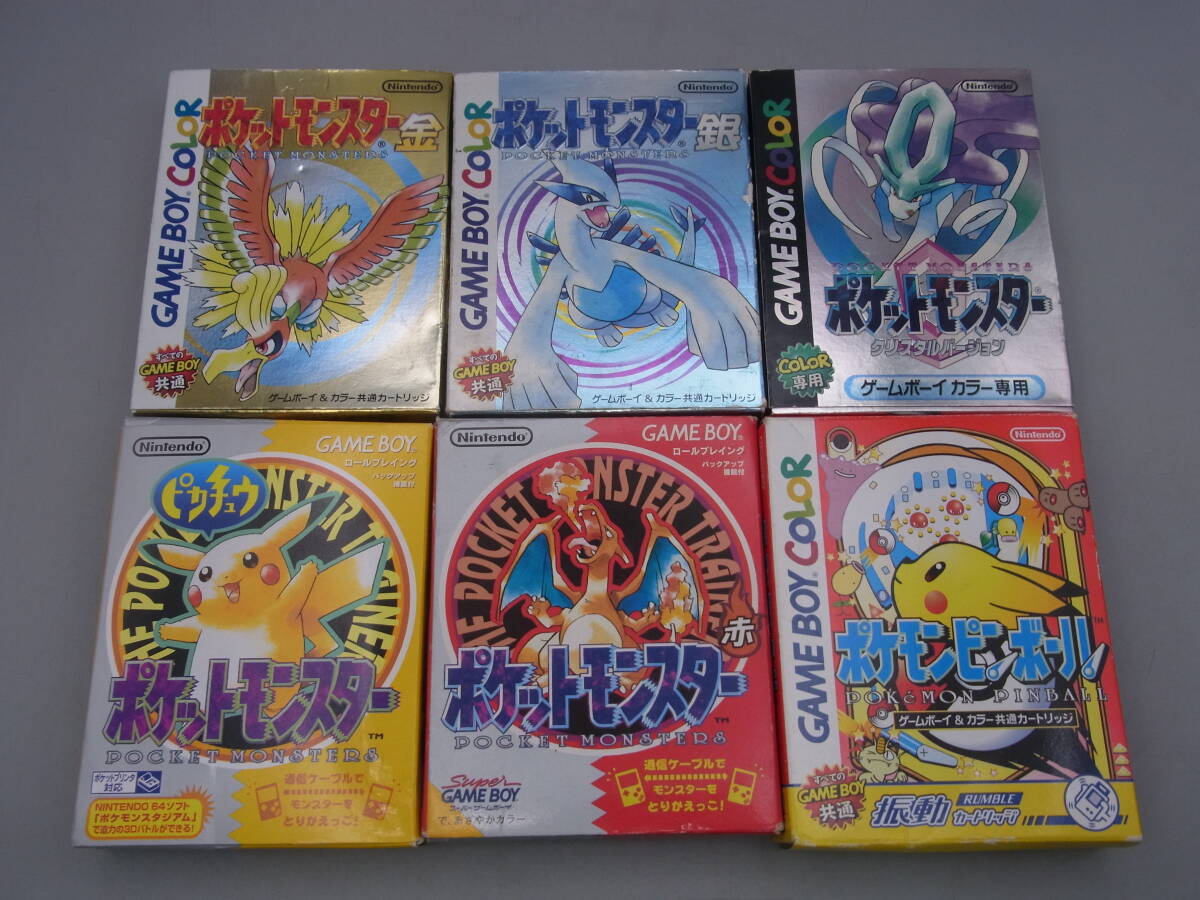 Nintendo
GAME BOY COLOR
ポケットモンスター 金
POCKET MONSTERS
すべての
GAME BOY
共通
ゲームボーイ & カラー共通カートリッジ
Nintendo
GAME BOY COLOR
ポケットモンスター 銀
POCKET MONSTERS
すべての
GAME BOY
共通
ゲームボーイ & カラー共通カートリッジ
Nintendo
GAME BOY COLOR
POCKET MONSTERS
ポケットモンスター
クリスタルバージョン
COLOR
専用
ゲームボーイ カラー専用
Nintendo
GAME BOY
ロールプレイング
バックアップ
機能付
ピカチュウ
ポケットモンスター™
POCKET MONSTERS
ポケットプリンタ
対応
NINTENDO 64ソフト
「ポケモンスタジアム」
で迫力の3Dバトルができる!
通信ケーブルで
モンスターを
とりかえっこ!
Nintendo
GAME BOY
ロールプレイング
バックアップ
機能付
THE POCKET MONSTER TRAINE
赤
ポケットモンスター™
POCKET MONSTERS
Super
GAME BOY
スーパーゲームボーイ
で、あざやかカラー
通信ケーブルで
モンスターを
とりかえっこ!
Nintendo
GAME BOY COLOR
ポケモンピンボール™
POKéMON PINBALL
ゲームボーイ & カラー共通カートリッジ
すべての
GAME BOY
共通
振動 RUMBLE
カートリッジ